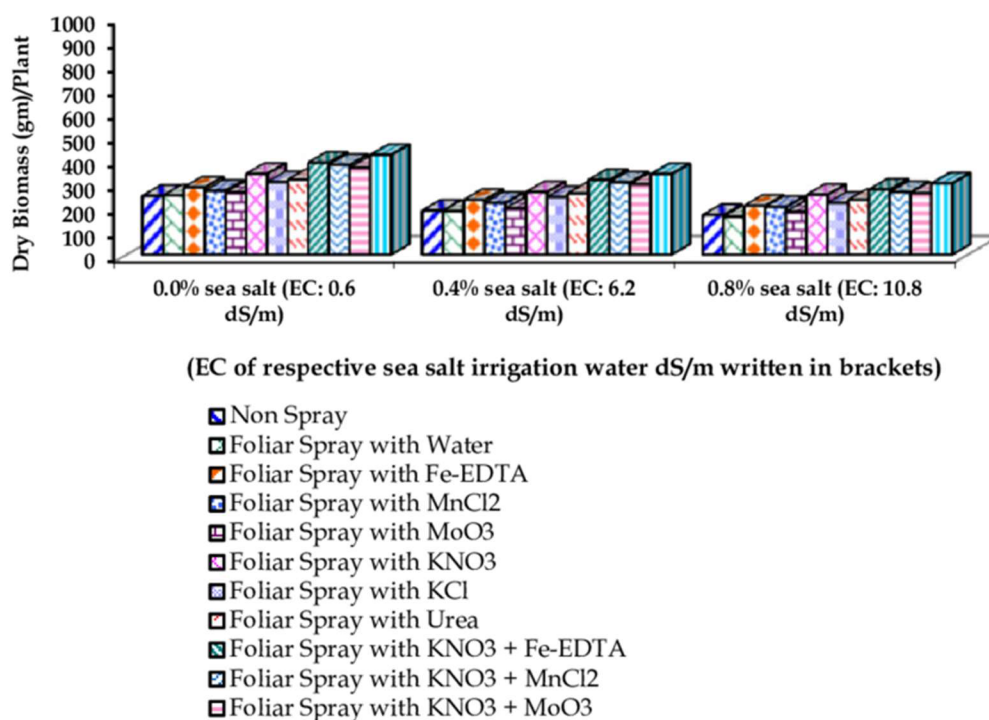 Dry Biomass (gm)/Plant
1000
900
800
700
600
500
400
300
200
100
0
0.0% sea salt (EC: 0.6
dS/m)
0.4% sea salt (EC: 6.2
dS/m)
0.8% sea salt (EC: 10.8
dS/m)
(EC of respective sea salt irrigation water dS/m written in brackets)
Non Spray
Foliar Spray with Water
Foliar Spray with Fe-EDTA
Foliar Spray with MnCl2
Foliar Spray with MoO3
Foliar Spray with KNO3
Foliar Spray with KCl
Foliar Spray with Urea
Foliar Spray with KNO3 + Fe-EDTA
Foliar Spray with KNO3 + MnCl2
Foliar Spray with KNO3 + MoO3